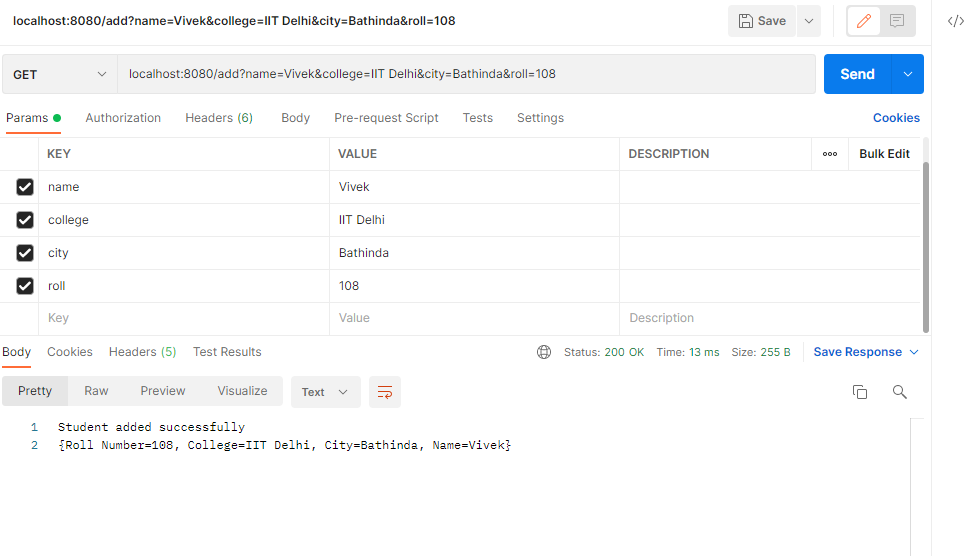 localhost:8080/add?name=Vivek&college=IIT Delhi&city=Bathinda&roll=108 Save
GET localhost:8080/add?name=Vivek&college=IIT Delhi&city=Bathinda&roll=108 Send
Params Authorization Headers (6) Body Pre-request Script Tests Settings Cookies
KEY VALUE DESCRIPTION ooo Bulk Edit
name Vivek
college IIT Delhi
city Bathinda
roll 108
Key Value Description
Body Cookies Headers (5) Test Results Status: 200 OK Time: 13 ms Size: 255 B Save Response
Pretty Raw Preview Visualize Text
1 Student added successfully
2 {Roll Number=108, College=IIT Delhi, City=Bathinda, Name=Vivek}